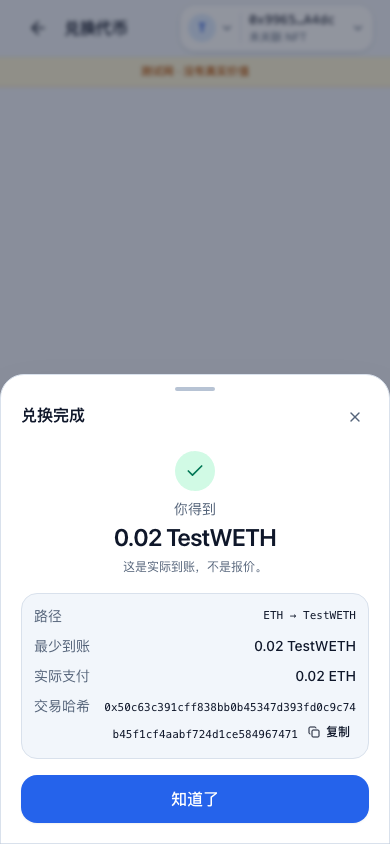 兑换代币
兑换完成
你得到
0.02 TestWETH
这是实际到账，不是报价。
路径 ETH → TestWETH
最少到账 0.02 TestWETH
实际支付 0.02 ETH
交易哈希 0x50c63c391cff838bb0b45347d393fd0c9c74
b45f1cf4aabf724d1ce584967471 复制
知道了